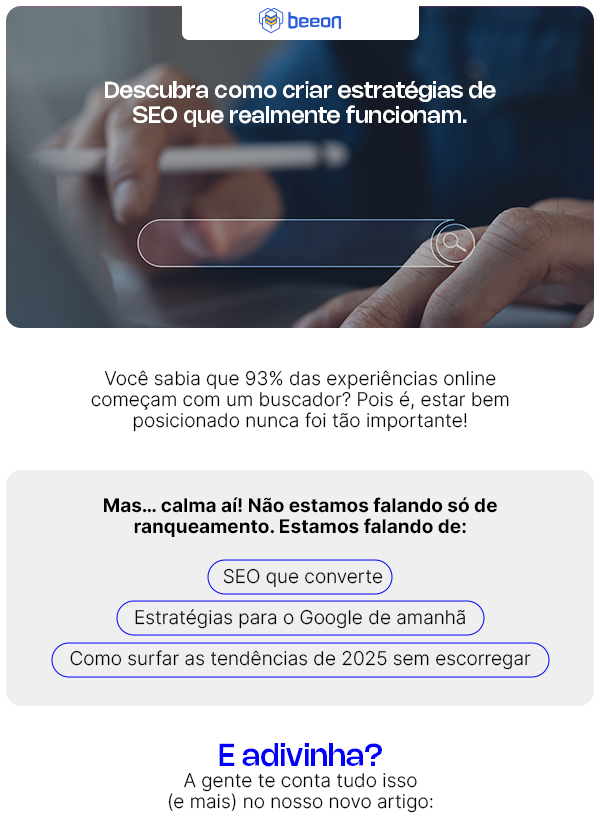 beeon
Descubra como criar estratégias de
SEO que realmente funcionam.
Você sabia que 93% das experiências online
começam com um buscador? Pois é, estar bem
posicionado nunca foi tão importante!
Mas... calma aí! Não estamos falando só de
ranqueamento. Estamos falando de:
SEO que converte
Estratégias para o Google de amanhã
Como surfar as tendências de 2025 sem escorregar
E adivinha?
A gente te conta tudo isso
(e mais) no nosso novo artigo: